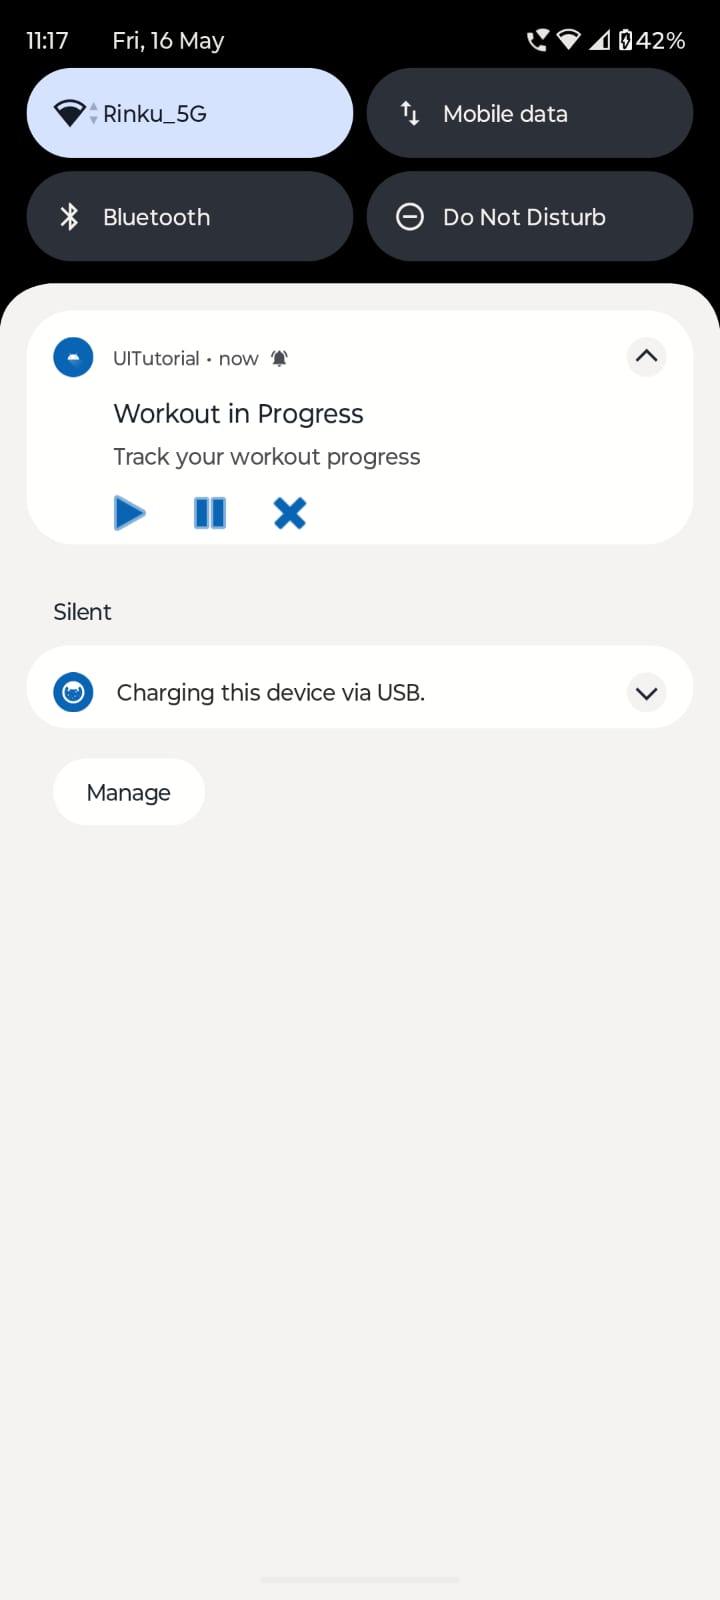 11:17 Fri, 16 May 42%
Rinku_5G Mobile data
Bluetooth Do Not Disturb
UITutorial • now
Workout in Progress
Track your workout progress
Silent
Charging this device via USB.
Manage